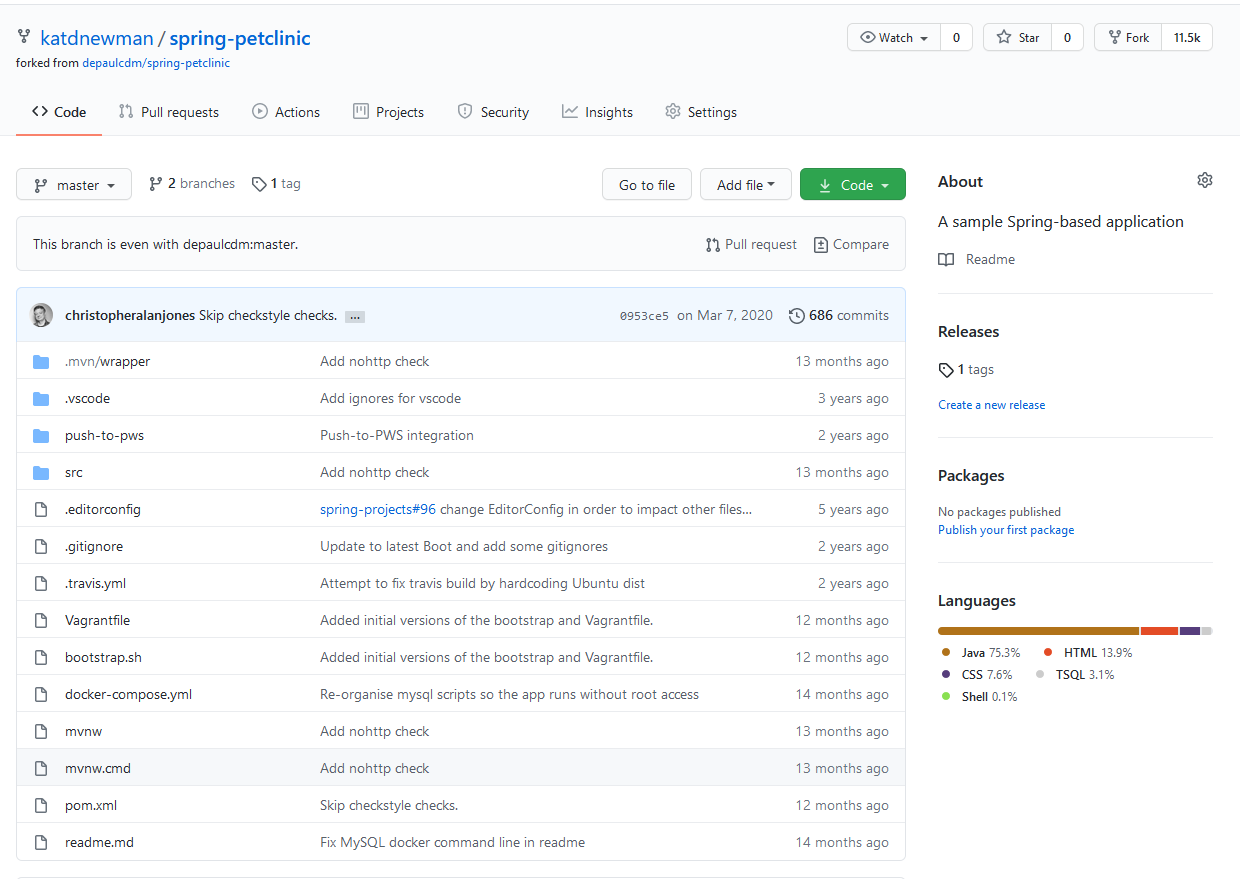 katdnewman / spring-petclinic
Watch 0 Star 0 Fork 11.5k
forked from depaulcdm/spring-petclinic
Code Pull requests Actions Projects Security Insights Settings
master 2 branches 1 tag Go to file Add file Code
This branch is even with depaulcdm:master. Pull request Compare
christopheralanjones Skip checkstyle checks. ... 0953ce5 on Mar 7, 2020 686 commits
.mvn/wrapper Add nohttp check 13 months ago
.vscode Add ignores for vscode 3 years ago
push-to-pws Push-to-PWS integration 2 years ago
src Add nohttp check 13 months ago
.editorconfig spring-projects#96 change EditorConfig in order to impact other files... 5 years ago
.gitignore Update to latest Boot and add some gitignores 2 years ago
.travis.yml Attempt to fix travis build by hardcoding Ubuntu dist 2 years ago
Vagrantfile Added initial versions of the bootstrap and Vagrantfile. 12 months ago
bootstrap.sh Added initial versions of the bootstrap and Vagrantfile. 12 months ago
docker-compose.yml Re-organise mysql scripts so the app runs without root access 14 months ago
mvnw Add nohttp check 13 months ago
mvnw.cmd Add nohttp check 13 months ago
pom.xml Skip checkstyle checks. 12 months ago
readme.md Fix MySQL docker command line in readme 14 months ago
About
A sample Spring-based application
Readme
Releases
1 tags
Create a new release
Packages
No packages published
Publish your first package
Languages
Java 75.3% HTML 13.9%
CSS 7.6% TSQL 3.1%
Shell 0.1%